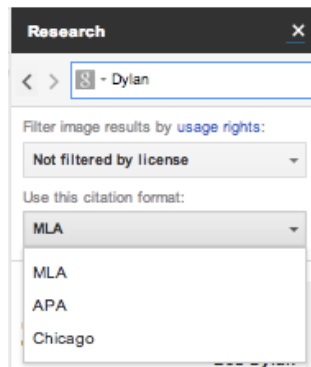 Research ×
8 Dylan
Filter image results by usage rights:
Not filtered by license
Use this citation format:
MLA
MLA
APA
Chicago